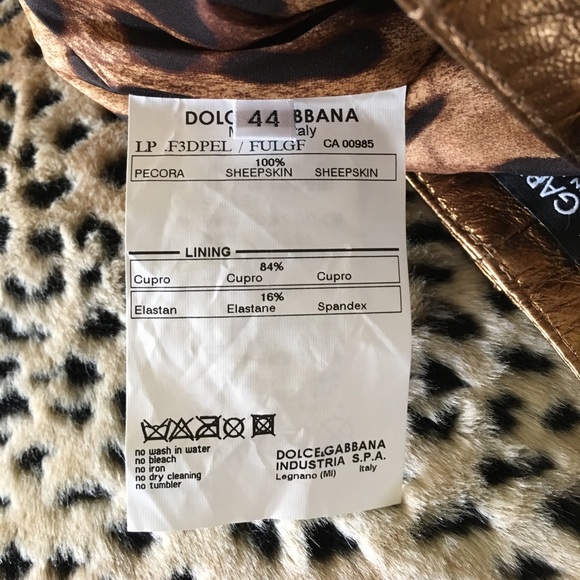 DOLC 44 BBANA
M aly
LP .F3DPEL / FULGF CA 00985
100%
PECORA SHEEPSKIN SHEEPSKIN
LINING
84%
Cupro Cupro Cupro
16%
Elastan Elastane Spandex
no wash in water
no bleach
no iron
no dry cleaning
no tumbler
DOLCE&GABBANA
INDUSTRIA S.P.A.
Legnano (MI) Italy
GAB